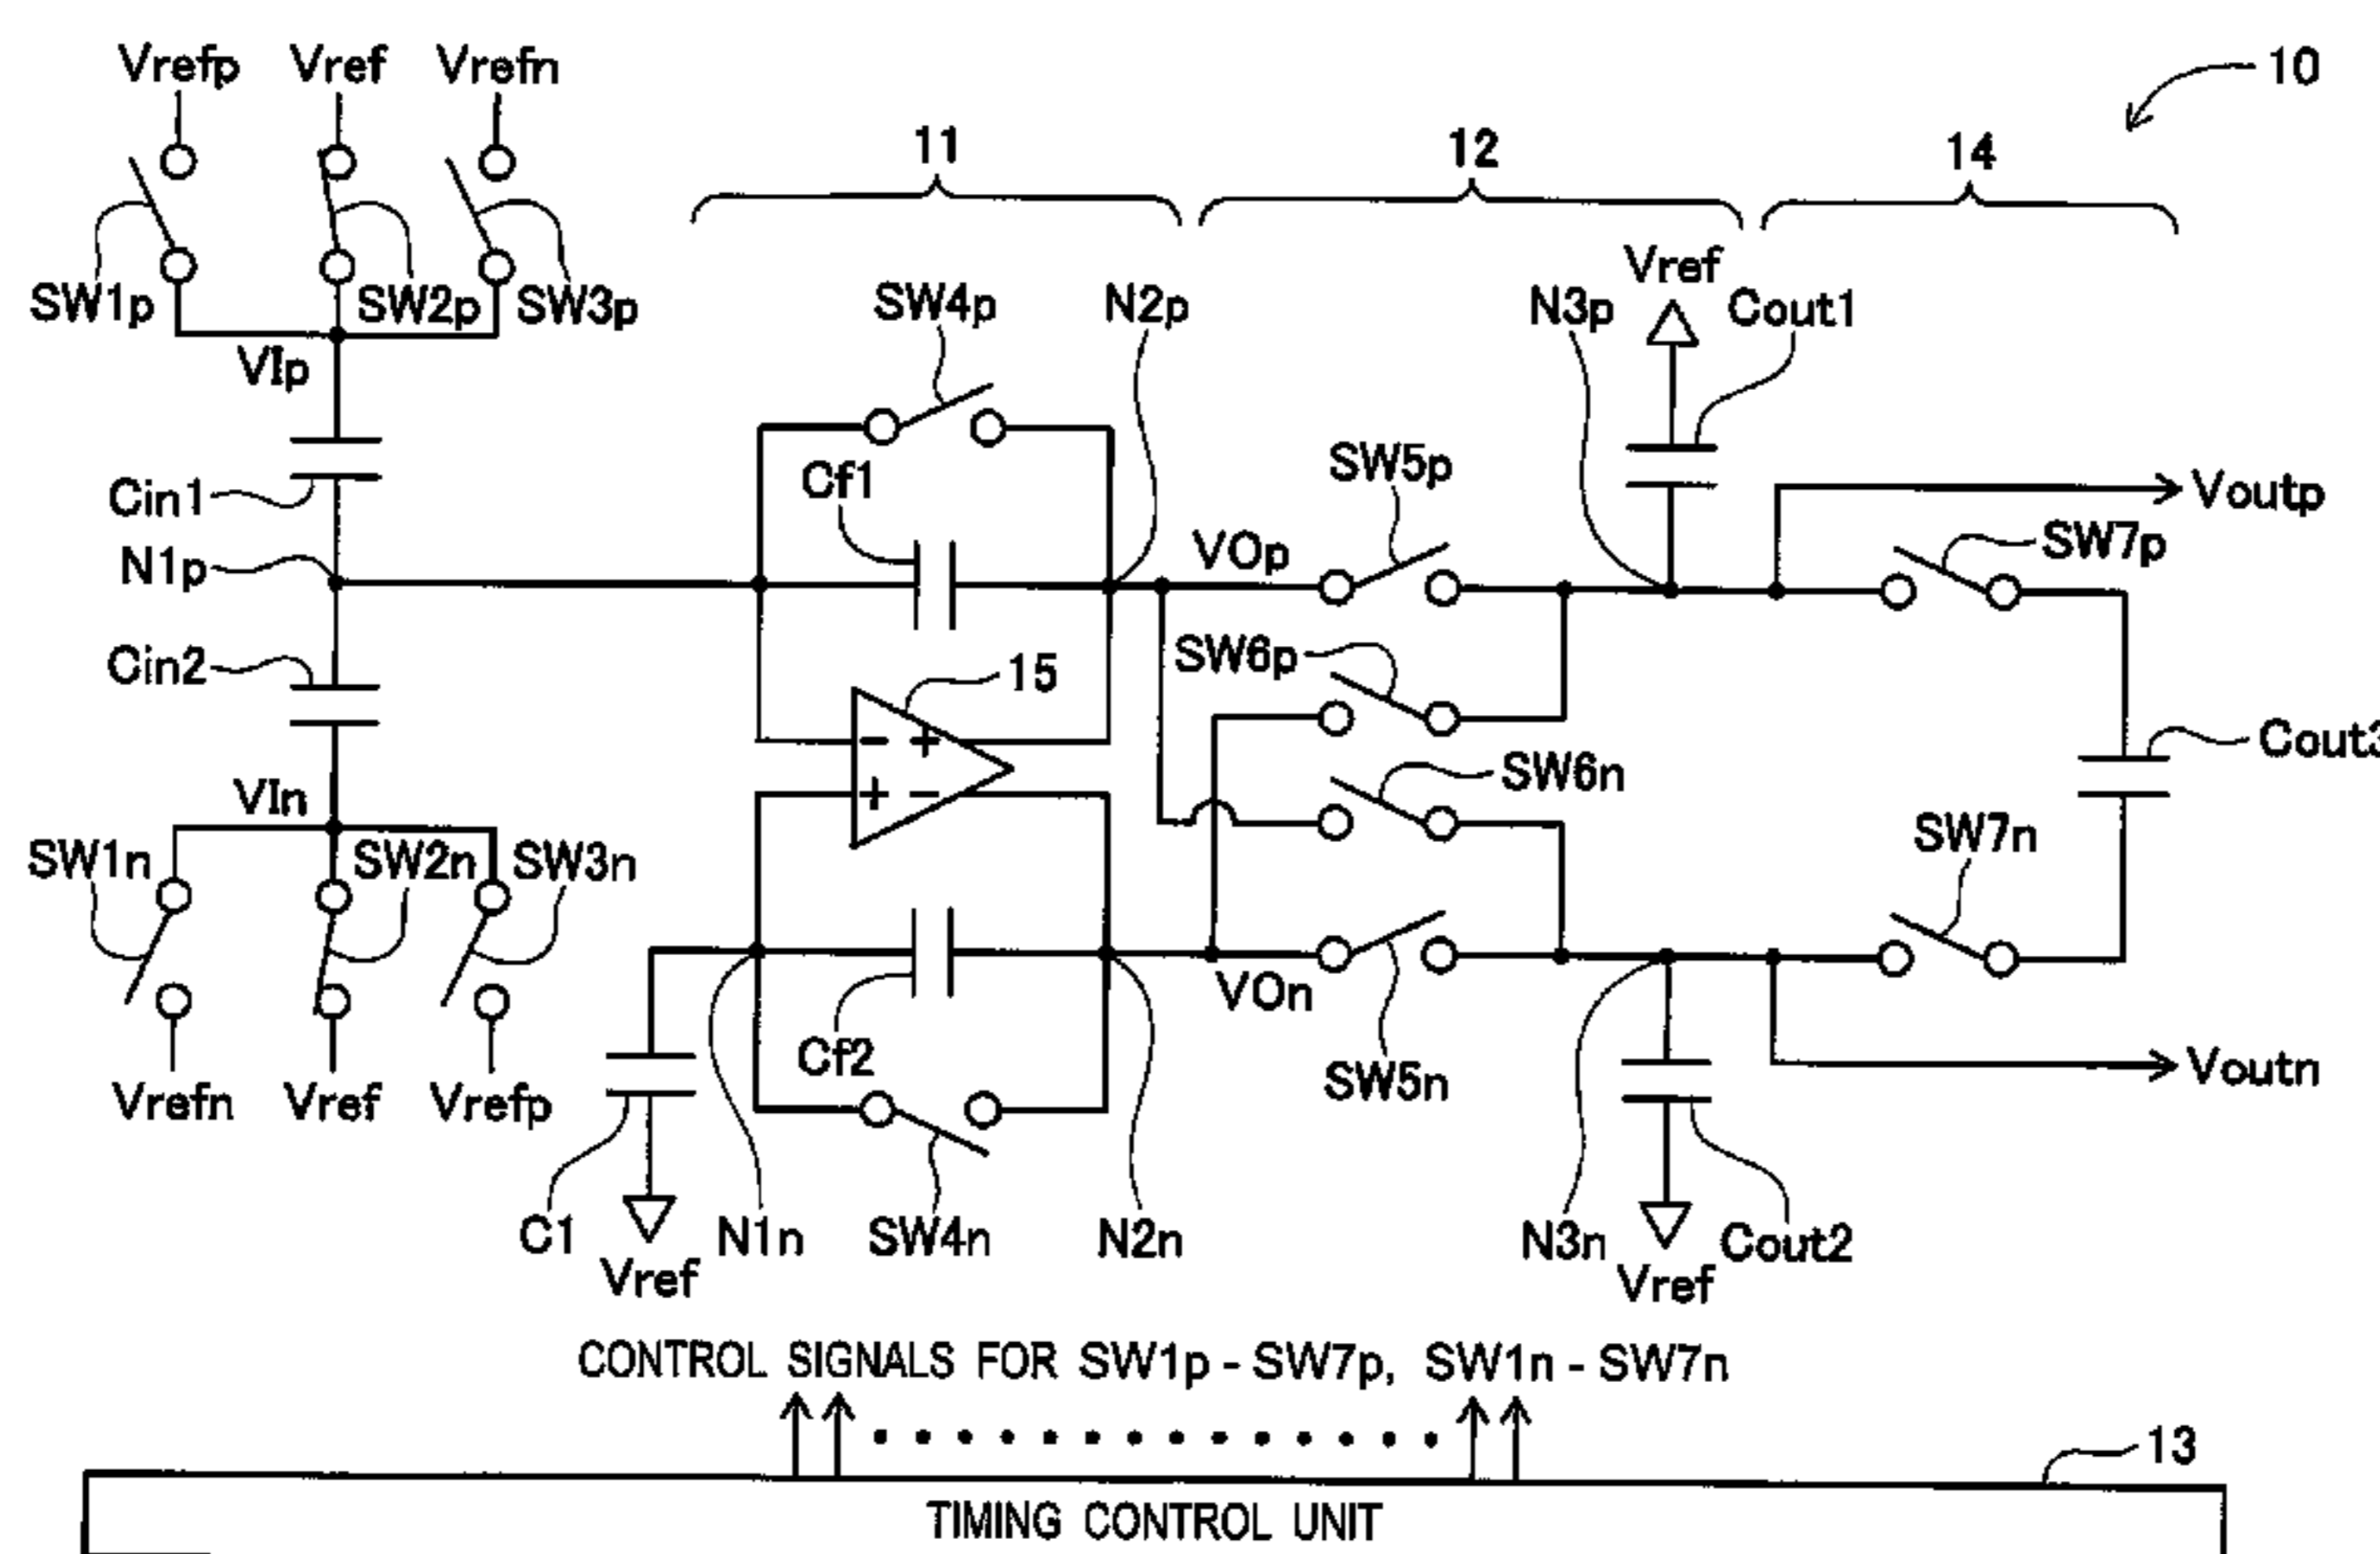 Vrefp Vref Vrefn
10
11 12 14
SW1p SW2p SW3p
VIp
SW4p
N2p
N3p
Vref
Cout1
Cin1
Cf1
SW5p
Voutp
N1p
VOp
SW7p
Cin2
15
SW6p
- +
+ -
Cout3
VIn
SW6n
SW1n SW2n SW3n
SW7n
VOn
Vrefn Vref Vrefp
Cf2
SW5n
Voutn
C1
N1n
SW4n
N2n
N3n
Cout2
Vref
Vref
CONTROL SIGNALS FOR SW1p - SW7p, SW1n - SW7n
13
TIMING CONTROL UNIT